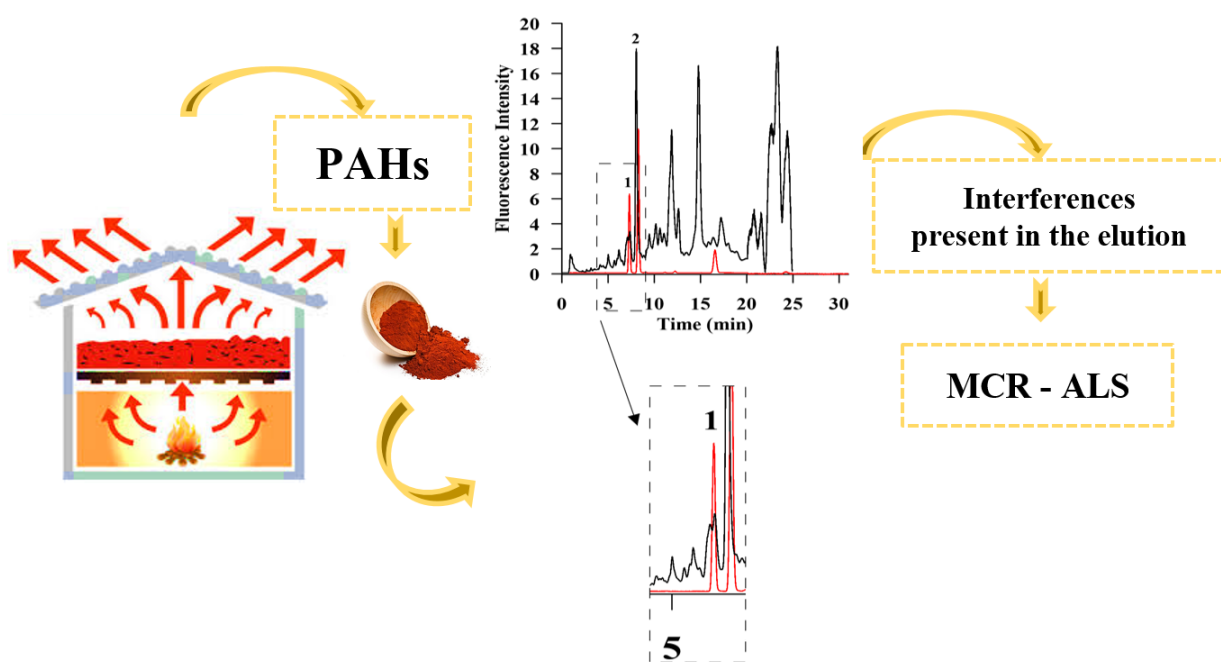 PAHs
Fluorescence Intensity
20
18
16
14
12
10
8
6
4
2
0
2
1
0 5 10 15 20 25 30
Time (min)
1
5
Interferences
present in the elution
MCR - ALS